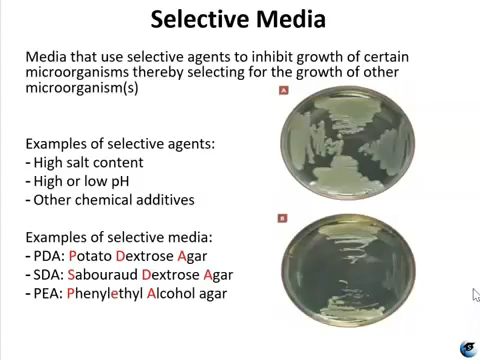 Selective Media
Media that use selective agents to inhibit growth of certain
microorganisms thereby selecting for the growth of other
microorganism(s)
A
Examples of selective agents:
- High salt content
- High or low pH
- Other chemical additives
B
Examples of selective media:
- PDA: Potato Dextrose Agar
- SDA: Sabouraud Dextrose Agar
- PEA: Phenylethyl Alcohol agar